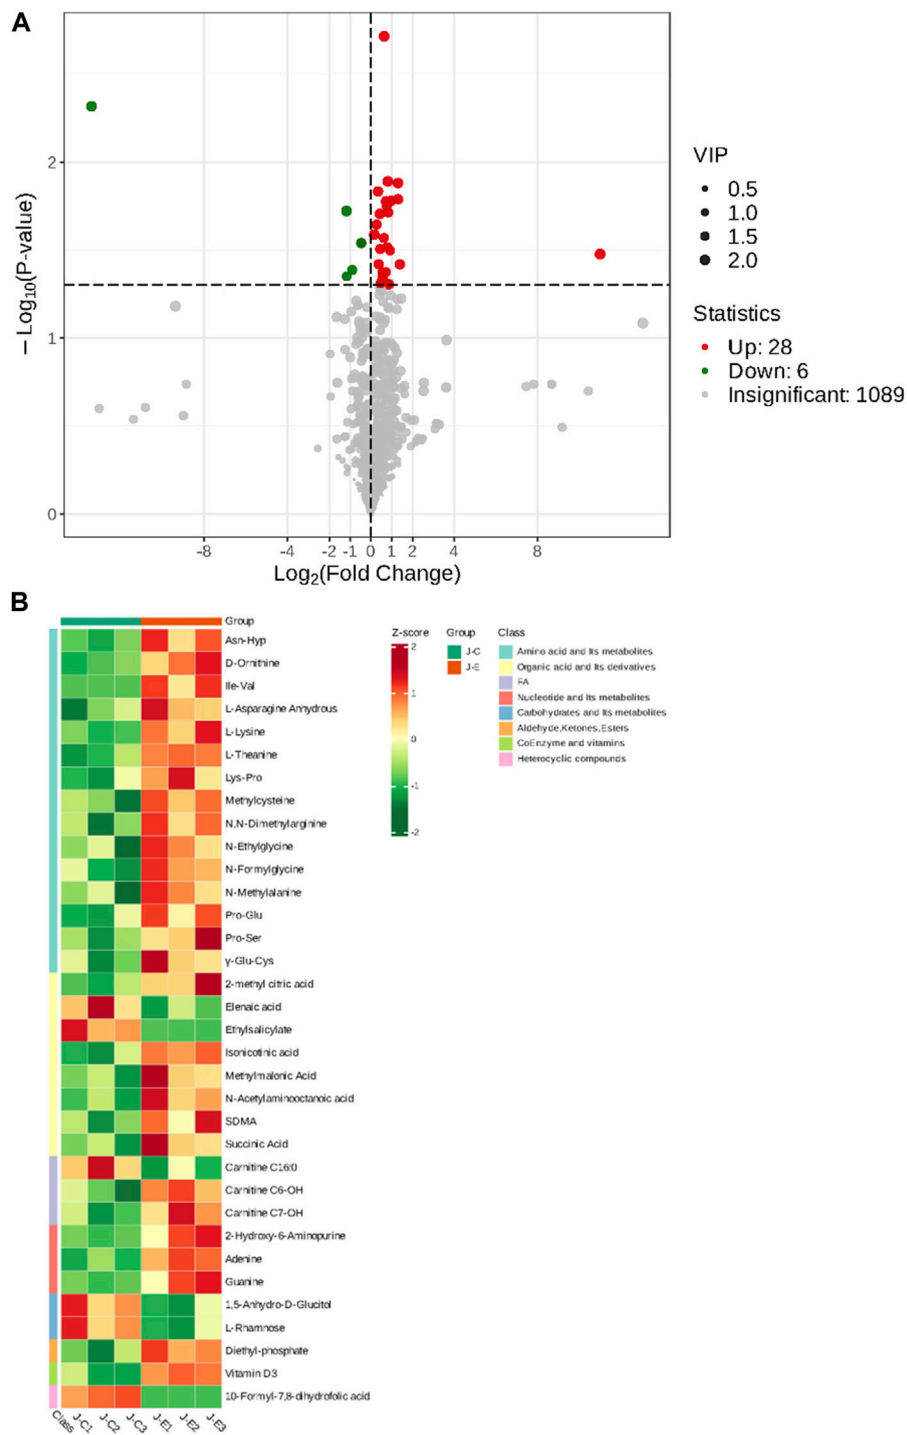 A
2
1
0
– Log10(P-value)
-8 -4 -2 -1 0 1 2 4 8
Log2(Fold Change)
VIP
0.5
1.0
1.5
2.0
Statistics
Up: 28
Down: 6
Insignificant: 1089
B
Group
Asn-Hyp
D-Ornithine
Ile-Val
L-Asparagine Anhydrous
L-Lysine
L-Theanine
Lys-Pro
Methylcysteine
N,N-Dimethylarginine
N-Ethylglycine
N-Formylglycine
N-Methylalanine
Pro-Glu
Pro-Ser
γ-Glu-Cys
2-methyl citric acid
Elenaic acid
Ethylsalicylate
Isonicotinic acid
Methylmalonic Acid
N-Acetylaminooctanoic acid
SDMA
Succinic Acid
Carnitine C16:0
Carnitine C6-OH
Carnitine C7-OH
2-Hydroxy-6-Aminopurine
Adenine
Guanine
1,5-Anhydro-D-Glucitol
L-Rhamnose
Diethyl-phosphate
Vitamin D3
10-Formyl-7,8-dihydrofolic acid
Class J-C1 J-C2 J-C3 J-E1 J-E2 J-E3
Z-score
2
1
0
-1
-2
Group
J-C
J-E
Class
Amino acid and Its metabolites
Organic acid and Its derivatives
FA
Nucleotide and Its metabolites
Carbohydrates and Its metabolites
Aldehyde,Ketones,Esters
CoEnzyme and vitamins
Heterocyclic compounds